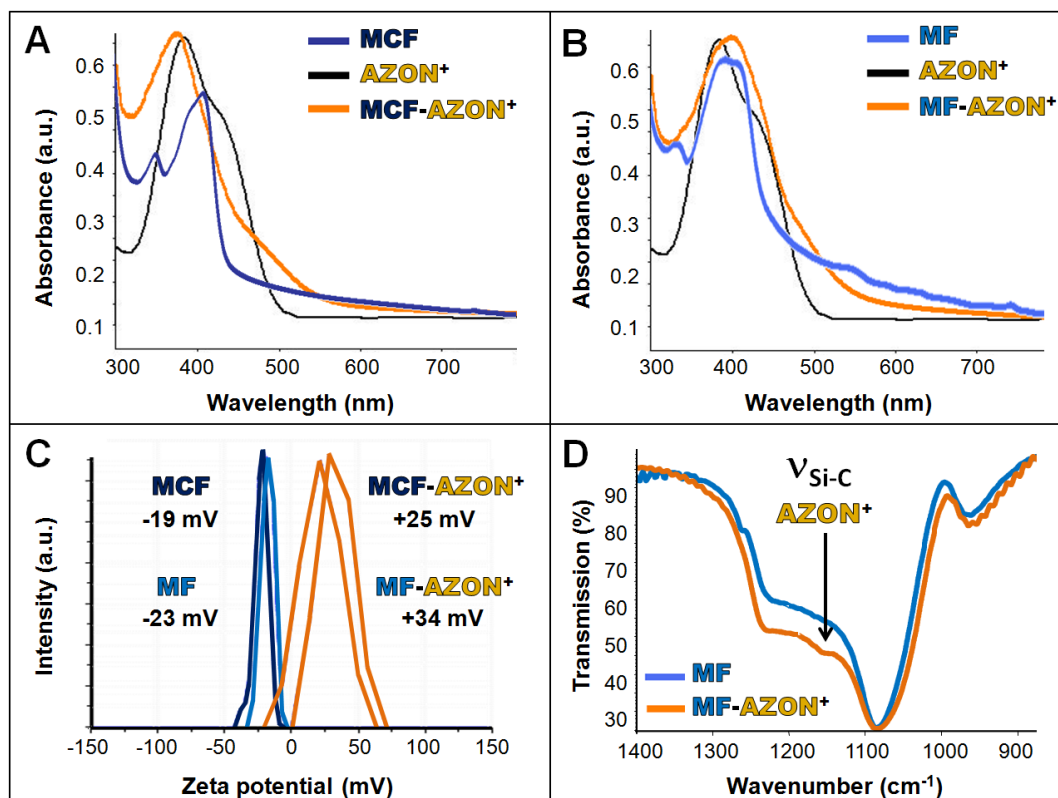 A
MCF
AZON⁺
MCF-AZON⁺
Absorbance (a.u.)
0.6
0.5
0.4
0.3
0.2
0.1
300 400 500 600 700
Wavelength (nm)
B
MF
AZON⁺
MF-AZON⁺
Absorbance (a.u.)
0.6
0.5
0.4
0.3
0.2
0.1
300 400 500 600 700
Wavelength (nm)
C
MCF
-19 mV
MCF-AZON⁺
+25 mV
MF
-23 mV
MF-AZON⁺
+34 mV
Intensity (a.u.)
-150 -100 -50 0 50 100 150
Zeta potential (mV)
D
νSi-C
AZON⁺
MF
MF-AZON⁺
Transmission (%)
90
80
70
60
50
40
30
1400 1300 1200 1100 1000 900
Wavenumber (cm⁻¹)